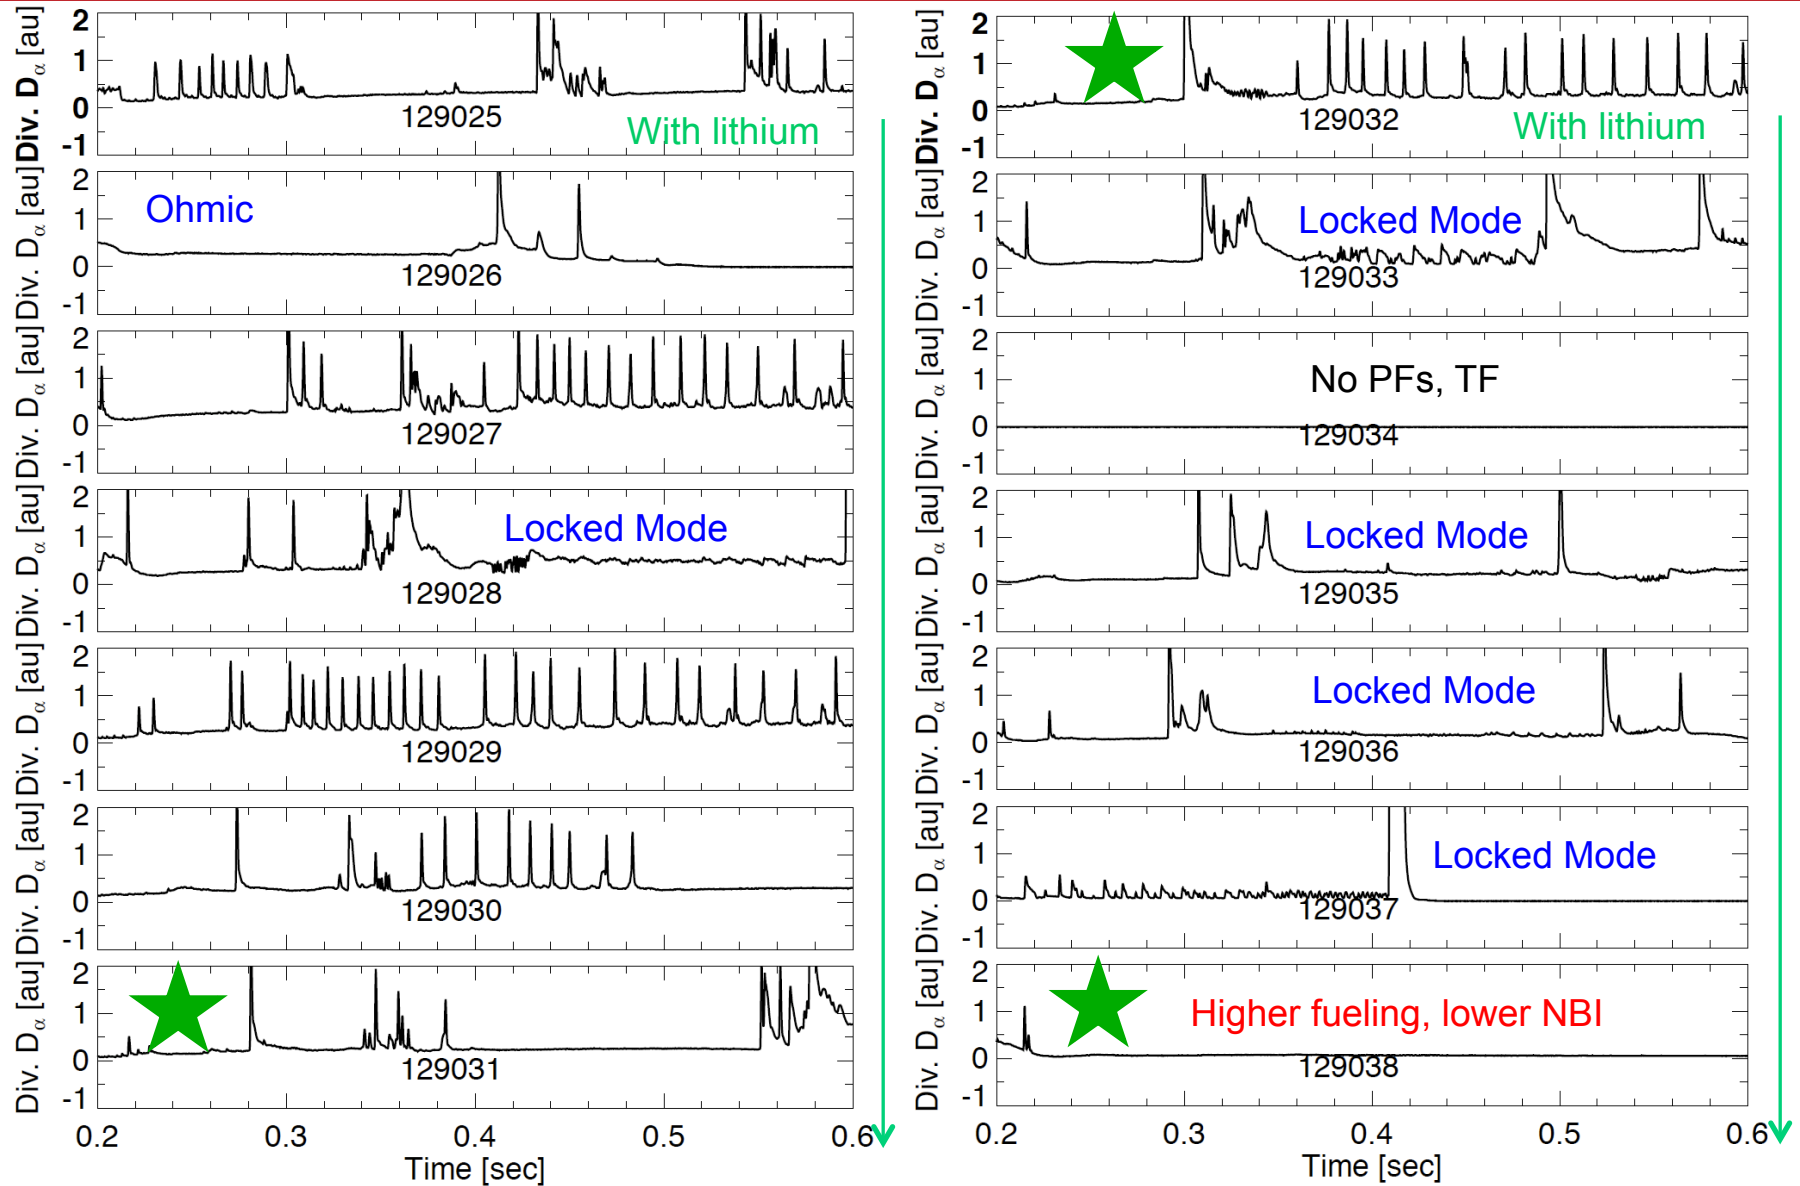 Div. Dα [au]
2
1
0
-1
129025
With lithium
Div. Dα [au]
2
1
0
-1
Ohmic
129026
Div. Dα [au]
2
1
0
-1
129027
Div. Dα [au]
2
1
0
-1
Locked Mode
129028
Div. Dα [au]
2
1
0
-1
129029
Div. Dα [au]
2
1
0
-1
129030
Div. Dα [au]
2
1
0
-1
129031
0.2 0.3 0.4 0.5 0.6
Time [sec]
Div. Dα [au]
2
1
0
-1
129032
With lithium
Div. Dα [au]
2
1
0
-1
Locked Mode
129033
Div. Dα [au]
2
1
0
-1
No PFs, TF
129034
Div. Dα [au]
2
1
0
-1
Locked Mode
129035
Div. Dα [au]
2
1
0
-1
Locked Mode
129036
Div. Dα [au]
2
1
0
-1
Locked Mode
129037
Div. Dα [au]
2
1
0
-1
Higher fueling, lower NBI
129038
0.2 0.3 0.4 0.5 0.6
Time [sec]